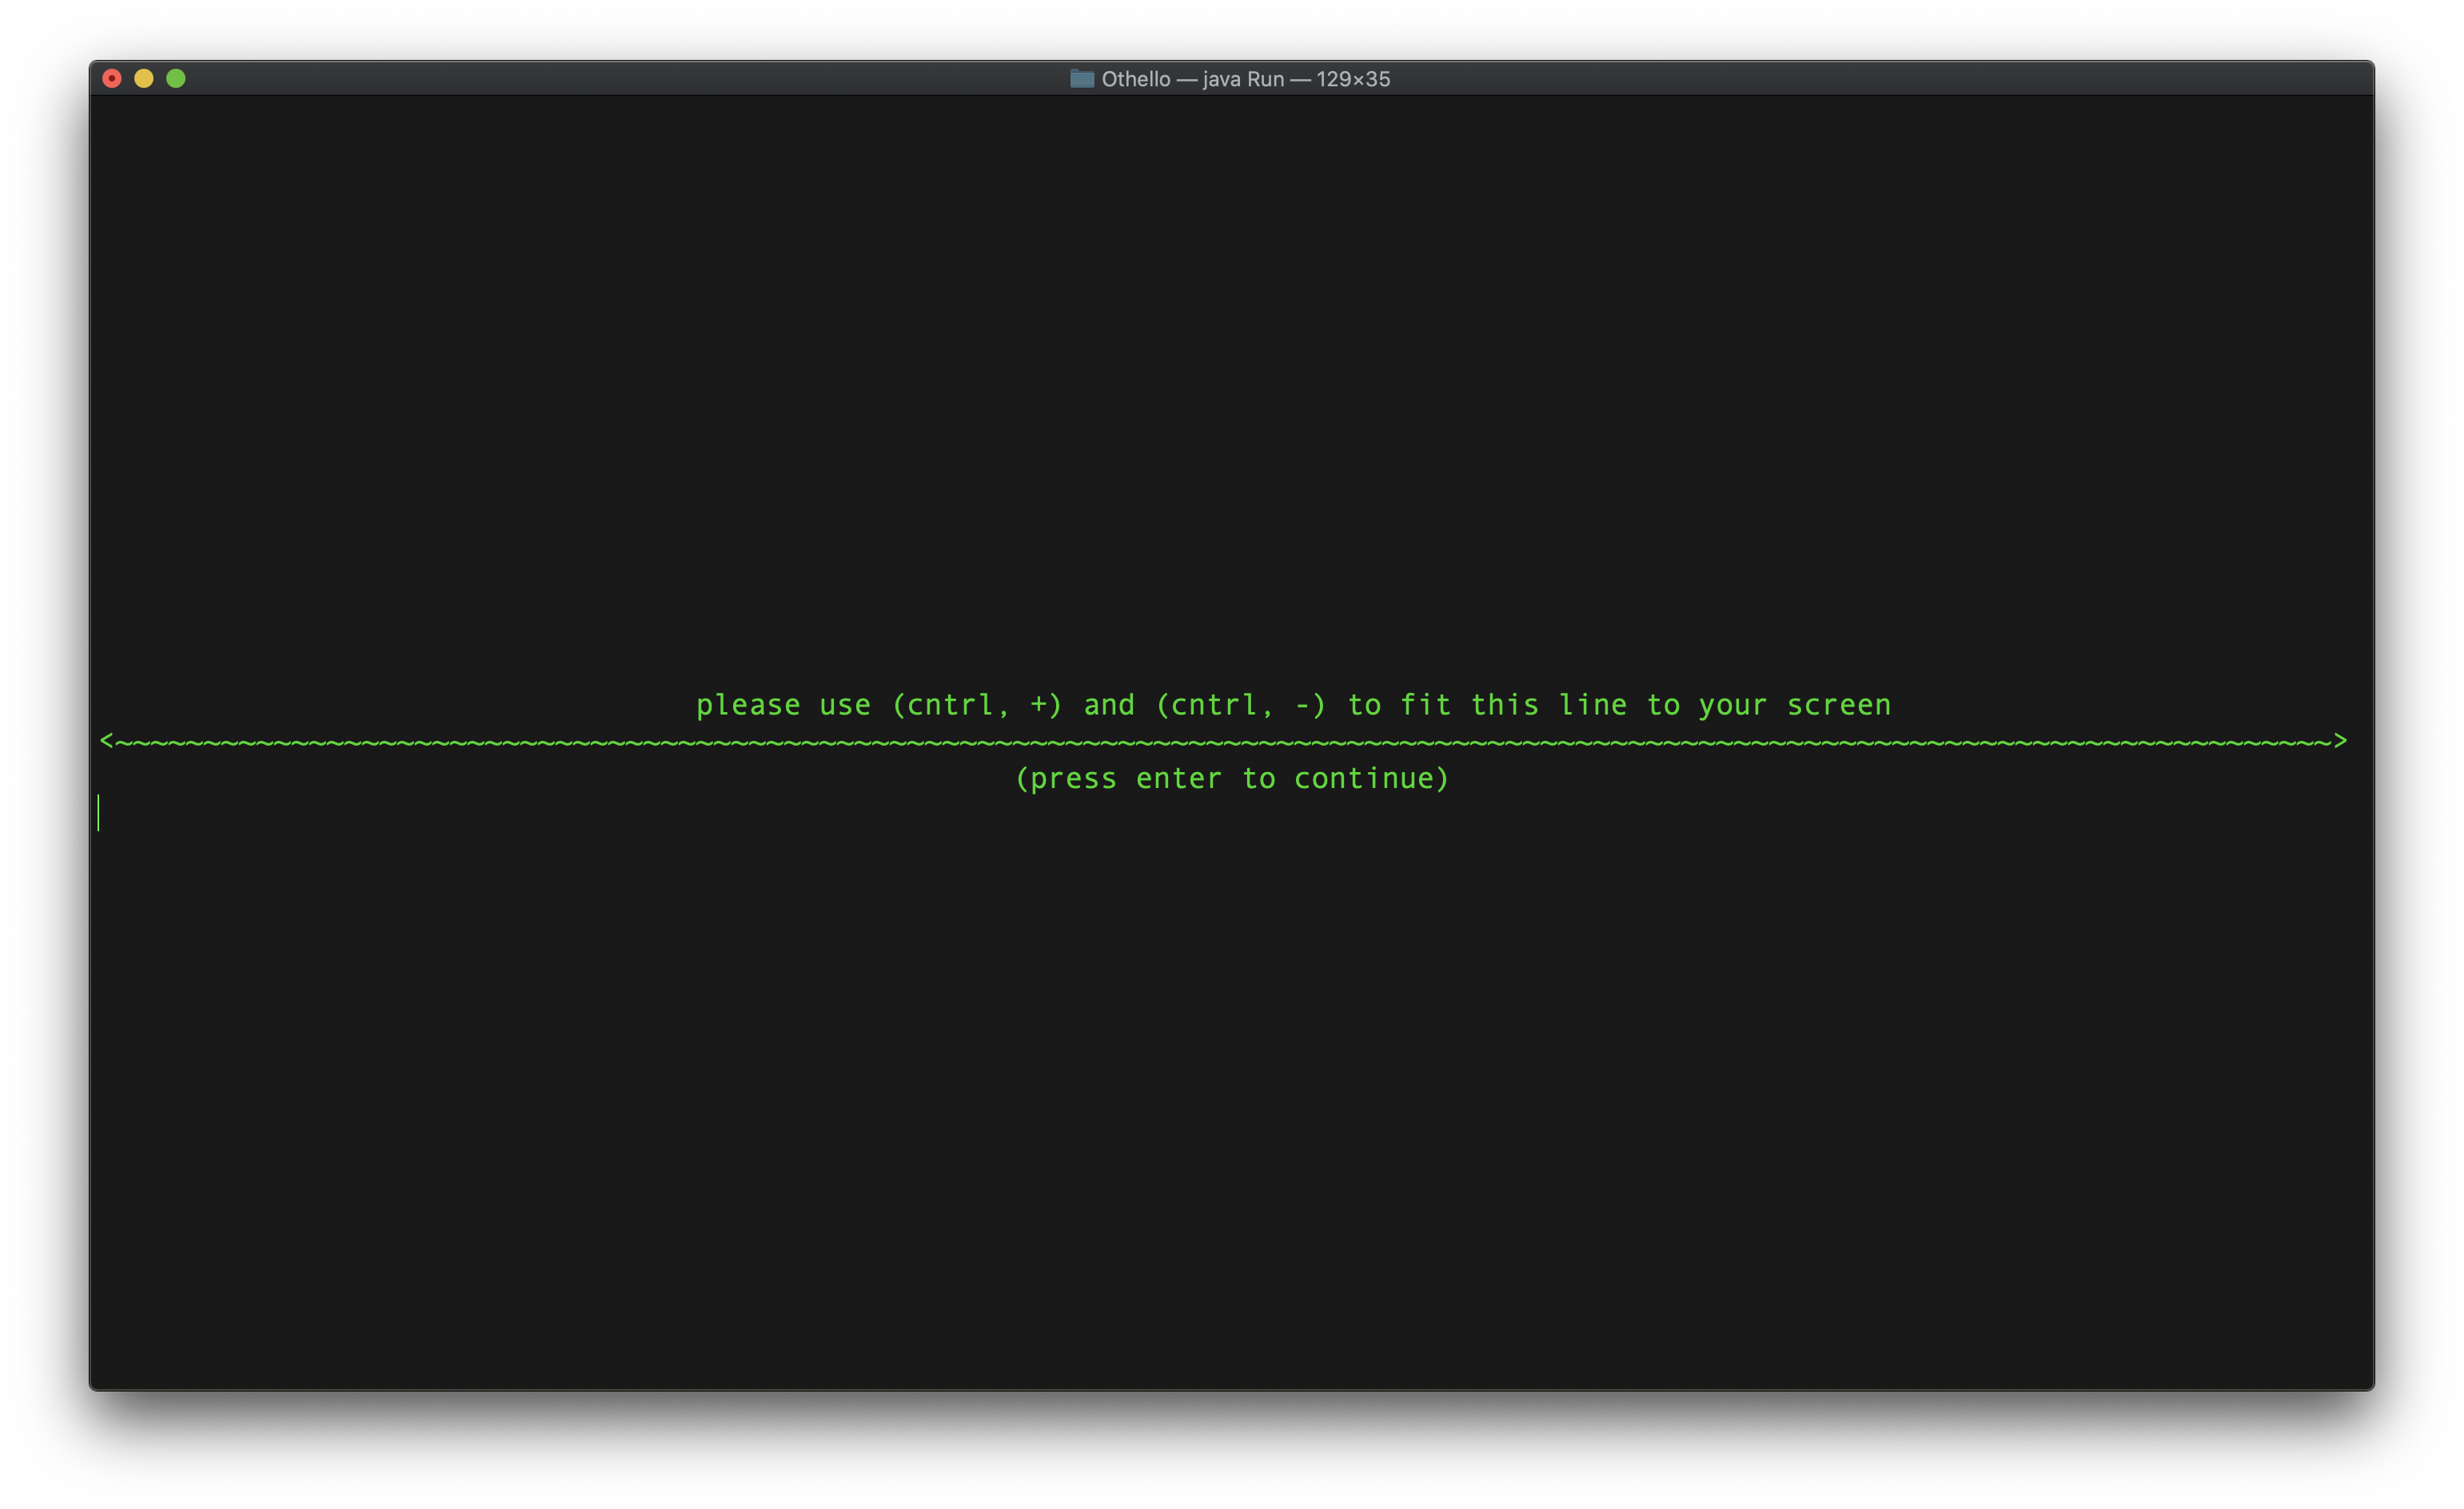 Othello — java Run — 129×35
please use (cntrl, +) and (cntrl, -) to fit this line to your screen
<~~~~~~~~~~~~~~~~~~~~~~~~~~~~~~~~~~~~~~~~~~~~~~~~~~~~~~~~~~~~~~~~~~~~~~~~~~~~~~~~~~~~~~~~~~~~~~~~~~~~~~~~~~~~~~~~~~~~~~~~~~~~~~>
(press enter to continue)